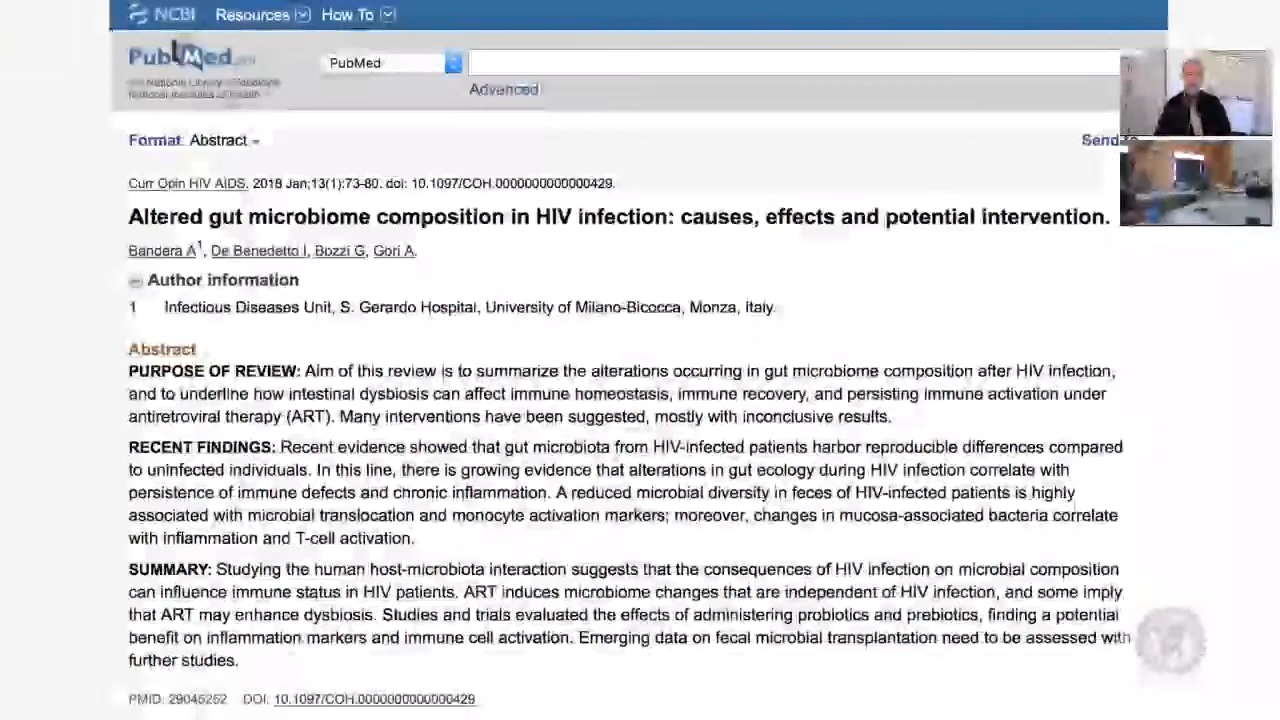 NCBI Resources How To
PubMed
PubMed
National Institutes of Health
Advanced
Format: Abstract
Send to
Curr Opin HIV AIDS. 2018 Jan;13(1):73-80. doi: 10.1097/COH.0000000000000429.
Altered gut microbiome composition in HIV infection: causes, effects and potential intervention.
Bandera A1, De Benedetto I, Bozzi G, Gori A.
Author information
1 Infectious Diseases Unit, S. Gerardo Hospital, University of Milano-Bicocca, Monza, Italy.
Abstract
PURPOSE OF REVIEW: Aim of this review is to summarize the alterations occurring in gut microbiome composition after HIV infection,
and to underline how intestinal dysbiosis can affect immune homeostasis, immune recovery, and persisting immune activation under
antiretroviral therapy (ART). Many interventions have been suggested, mostly with inconclusive results.
RECENT FINDINGS: Recent evidence showed that gut microbiota from HIV-infected patients harbor reproducible differences compared
to uninfected individuals. In this line, there is growing evidence that alterations in gut ecology during HIV infection correlate with
persistence of immune defects and chronic inflammation. A reduced microbial diversity in feces of HIV-infected patients is highly
associated with microbial translocation and monocyte activation markers; moreover, changes in mucosa-associated bacteria correlate
with inflammation and T-cell activation.
SUMMARY: Studying the human host-microbiota interaction suggests that the consequences of HIV infection on microbial composition
can influence immune status in HIV patients. ART induces microbiome changes that are independent of HIV infection, and some imply
that ART may enhance dysbiosis. Studies and trials evaluated the effects of administering probiotics and prebiotics, finding a potential
benefit on inflammation markers and immune cell activation. Emerging data on fecal microbial transplantation need to be assessed with
further studies.
PMID: 29045252 DOI: 10.1097/COH.0000000000000429